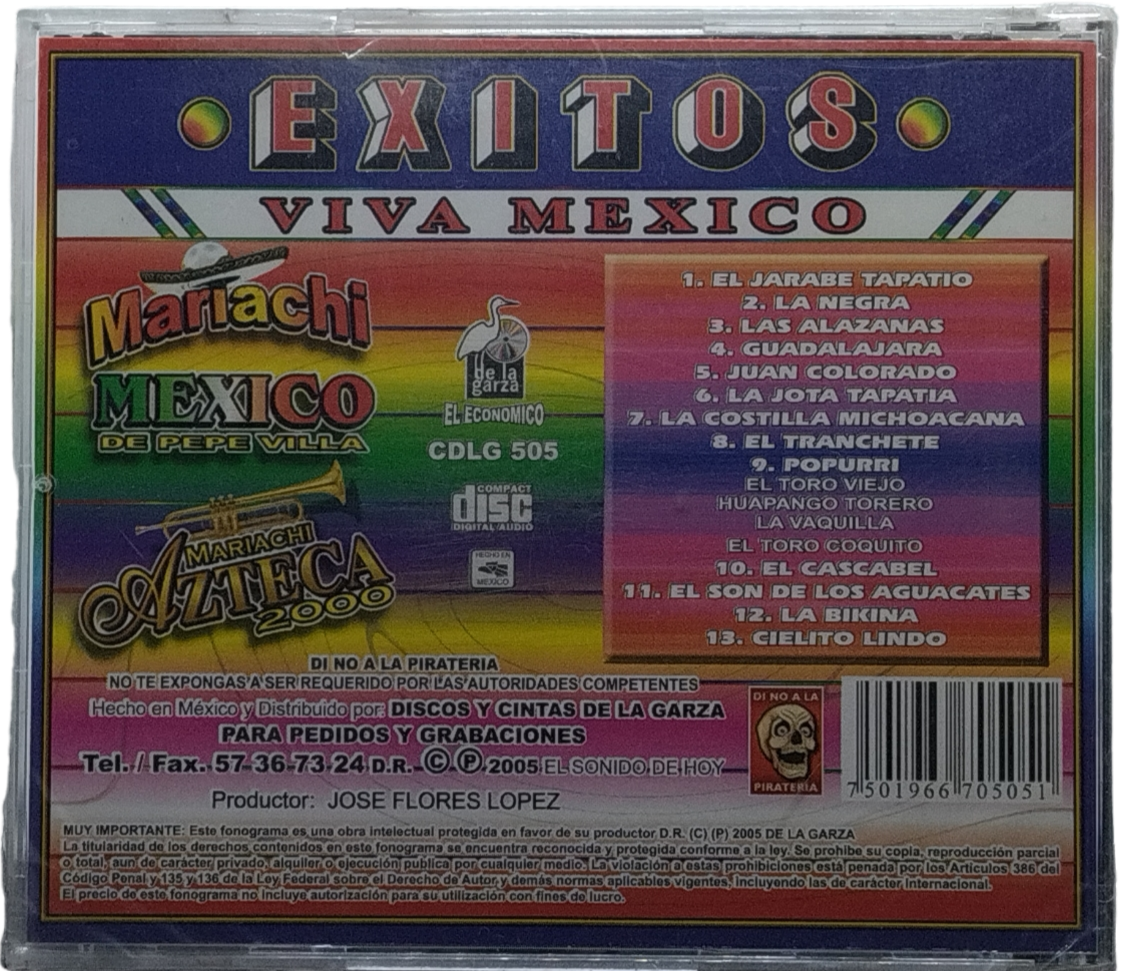 EXITOS
VIVA MEXICO
Mariachi
MEXICO
DE PEPE VILLA
MARIACHI
AZTECA
2000
de la
garza
EL ECONOMICO
CDLG 505
COMPACT
disc
DIGITAL AUDIO
HECHO EN
MEXICO
1. EL JARABE TAPATIO
2. LA NEGRA
3. LAS ALAZANAS
4. GUADALAJARA
5. JUAN COLORADO
6. LA JOTA TAPATIA
7. LA COSTILLA MICHOACANA
8. EL TRANCHETE
9. POPURRI
EL TORO VIEJO
HUAPANGO TORERO
LA VAQUILLA
EL TORO COQUITO
10. EL CASCABEL
11. EL SON DE LOS AGUACATES
12. LA BIKINA
13. CIELITO LINDO
DI NO A LA PIRATERIA
NO TE EXPONGAS A SER REQUERIDO POR LAS AUTORIDADES COMPETENTES
Hecho en México y Distribuido por: DISCOS Y CINTAS DE LA GARZA
PARA PEDIDOS Y GRABACIONES
Tel. / Fax. 57 36 73 24 D.R. © ℗ 2005 EL SONIDO DE HOY
Productor: JOSE FLORES LOPEZ
DI NO A LA
PIRATERIA
7 501966 705051
MUY IMPORTANTE: Este fonograma es una obra intelectual protegida en favor de su productor D.R. (C) (P) 2005 DE LA GARZA
La titularidad de los derechos contenidos en este fonograma se encuentra reconocida y protegida conforme a la ley. Se prohibe su copia, reproducción parcial
o total, aun de carácter privado, alquiler o ejecución publica por cualquier medio. La violación a estas prohibiciones está penada por los Artículos 386 del
Código Penal y 135 y 136 de la Ley Federal sobre el Derecho de Autor y demás normas aplicables vigentes, incluyendo las de carácter internacional.
El precio de este fonograma no incluye autorización para su utilización con fines de lucro.